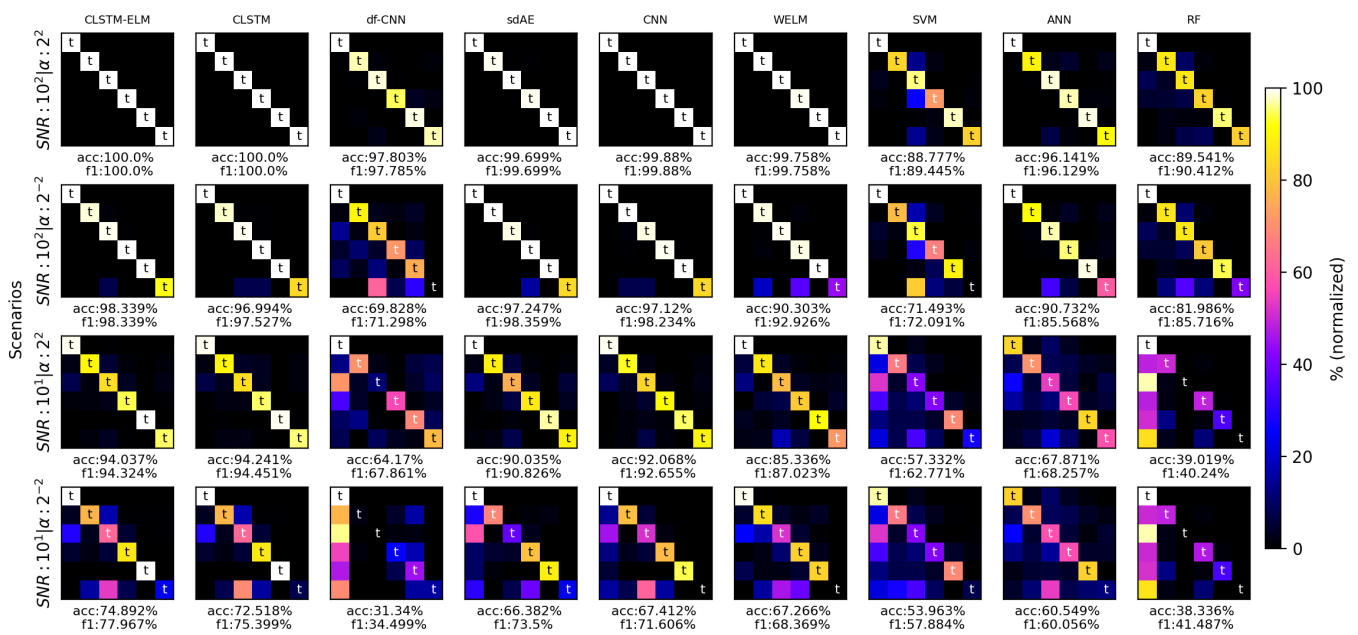 CLSTM-ELM CLSTM df-CNN sdAE CNN WELM SVM ANN RF
SNR : 10² | α : 2²
t t t t t t
t t t t t t
t t t t t t
t t t t t t
t t t t t t
t t t t t t
t t t t t t
t t t t t t
t t t t t t
acc:100.0% acc:100.0% acc:97.803% acc:99.699% acc:99.88% acc:99.758% acc:88.777% acc:96.141% acc:89.541%
f1:100.0% f1:100.0% f1:97.785% f1:99.699% f1:99.88% f1:99.758% f1:89.445% f1:96.129% f1:90.412%
SNR : 10² | α : 2⁻²
t t t t t t
t t t t t t
t t t t t t
t t t t t t
t t t t t t
t t t t t t
t t t t t t
t t t t t t
t t t t t t
acc:98.339% acc:96.994% acc:69.828% acc:97.247% acc:97.12% acc:90.303% acc:71.493% acc:90.732% acc:81.986%
f1:98.339% f1:97.527% f1:71.298% f1:98.359% f1:98.234% f1:92.926% f1:72.091% f1:85.568% f1:85.716%
SNR : 10¹ | α : 2²
t t t t t t
t t t t t t
t t t t t t
t t t t t t
t t t t t t
t t t t t t
t t t t t t
t t t t t t
t t t t t t
acc:94.037% acc:94.241% acc:64.17% acc:90.035% acc:92.068% acc:85.336% acc:57.332% acc:67.871% acc:39.019%
f1:94.324% f1:94.451% f1:67.861% f1:90.826% f1:92.655% f1:87.023% f1:62.771% f1:68.257% f1:40.24%
SNR : 10¹ | α : 2⁻²
t t t t t t
t t t t t t
t t t t t t
t t t t t t
t t t t t t
t t t t t t
t t t t t t
t t t t t t
t t t t t t
acc:74.892% acc:72.518% acc:31.34% acc:66.382% acc:67.412% acc:67.266% acc:53.963% acc:60.549% acc:38.336%
f1:77.967% f1:75.399% f1:34.499% f1:73.5% f1:71.606% f1:68.369% f1:57.884% f1:60.056% f1:41.487%
Scenarios
100
80
60
40
20
0
% (normalized)